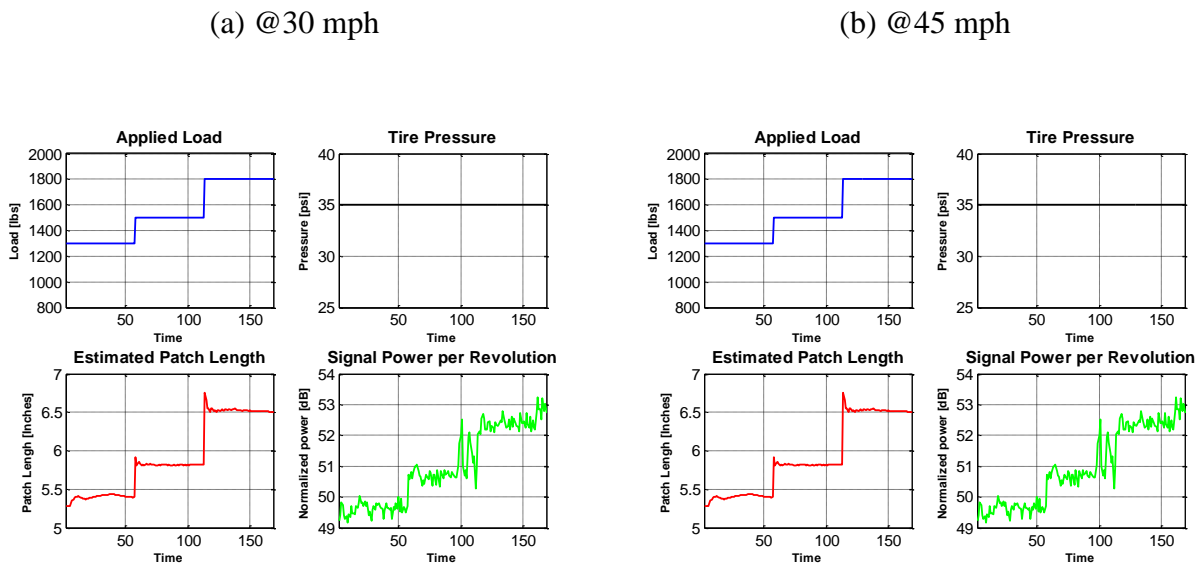 (a) @30 mph
(b) @45 mph
Applied Load
Load [lbs]
2000
1800
1600
1400
1200
1000
800
50
100
150
Time
Tire Pressure
Pressure [psi]
40
35
30
25
50
100
150
Time
Estimated Patch Length
Patch Lengh [Inches]
7
6.5
6
5.5
5
50
100
150
Time
Signal Power per Revolution
Normalized power [dB]
54
53
52
51
50
49
50
100
150
Time
Applied Load
Load [lbs]
2000
1800
1600
1400
1200
1000
800
50
100
150
Time
Tire Pressure
Pressure [psi]
40
35
30
25
50
100
150
Time
Estimated Patch Length
Patch Lengh [Inches]
7
6.5
6
5.5
5
50
100
150
Time
Signal Power per Revolution
Normalized power [dB]
54
53
52
51
50
49
50
100
150
Time